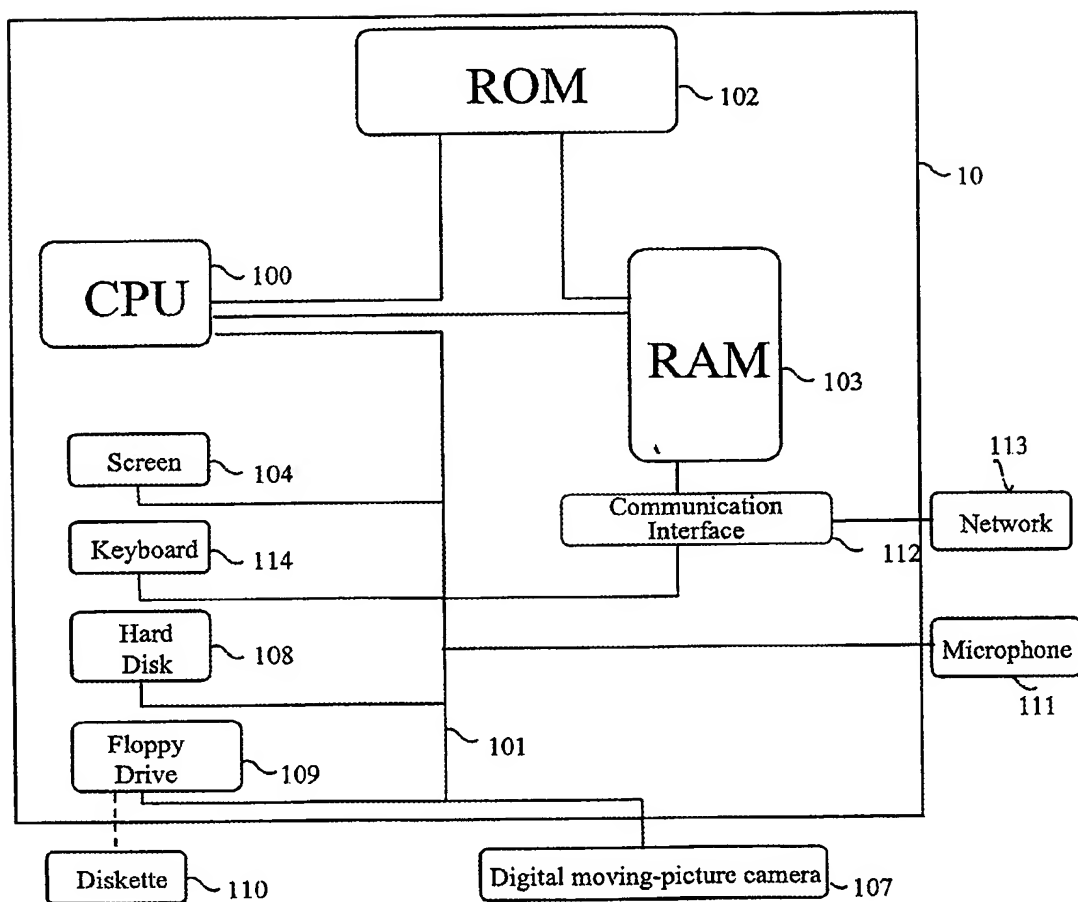 ROM
102
10
CPU
100
RAM
103
Screen
104
113
Communication
Interface
112
Network
Keyboard
114
Hard
Disk
108
Microphone
111
Floppy
Drive
109
101
Diskette
110
Digital moving-picture camera
107